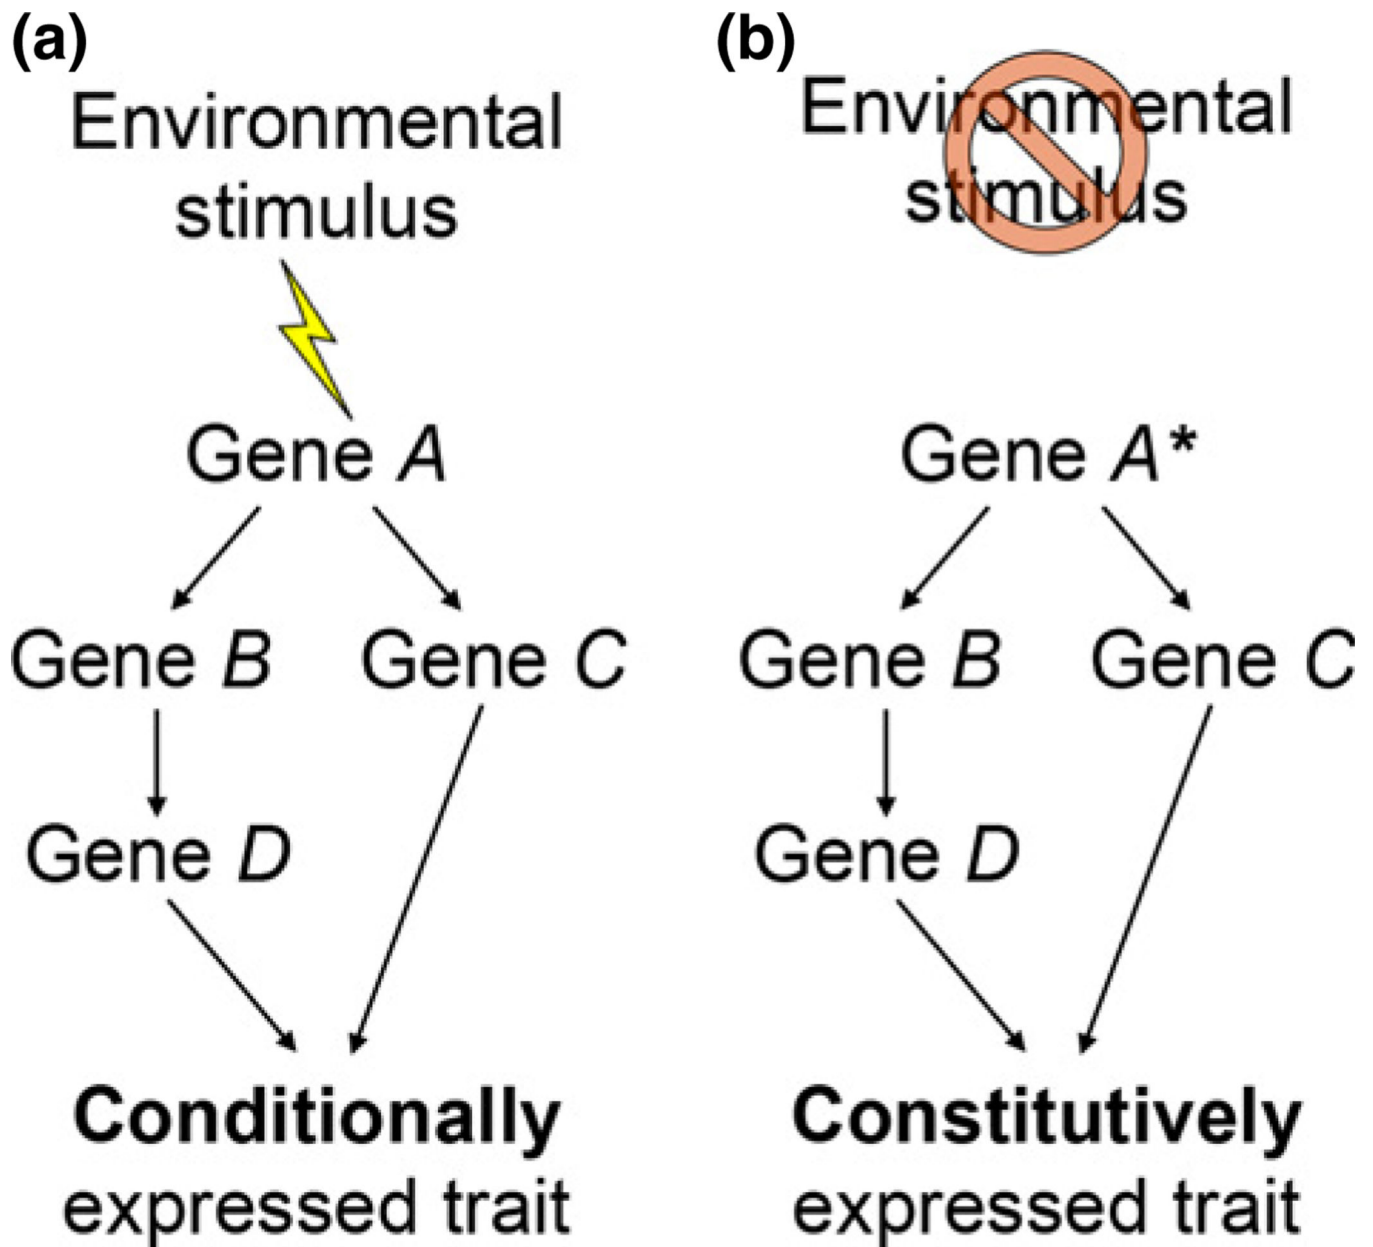 (a)
Environmental
stimulus
Gene A
Gene B
Gene C
Gene D
Conditionally
expressed trait
(b)
Environmental
stimulus
Gene A*
Gene B
Gene C
Gene D
Constitutively
expressed trait